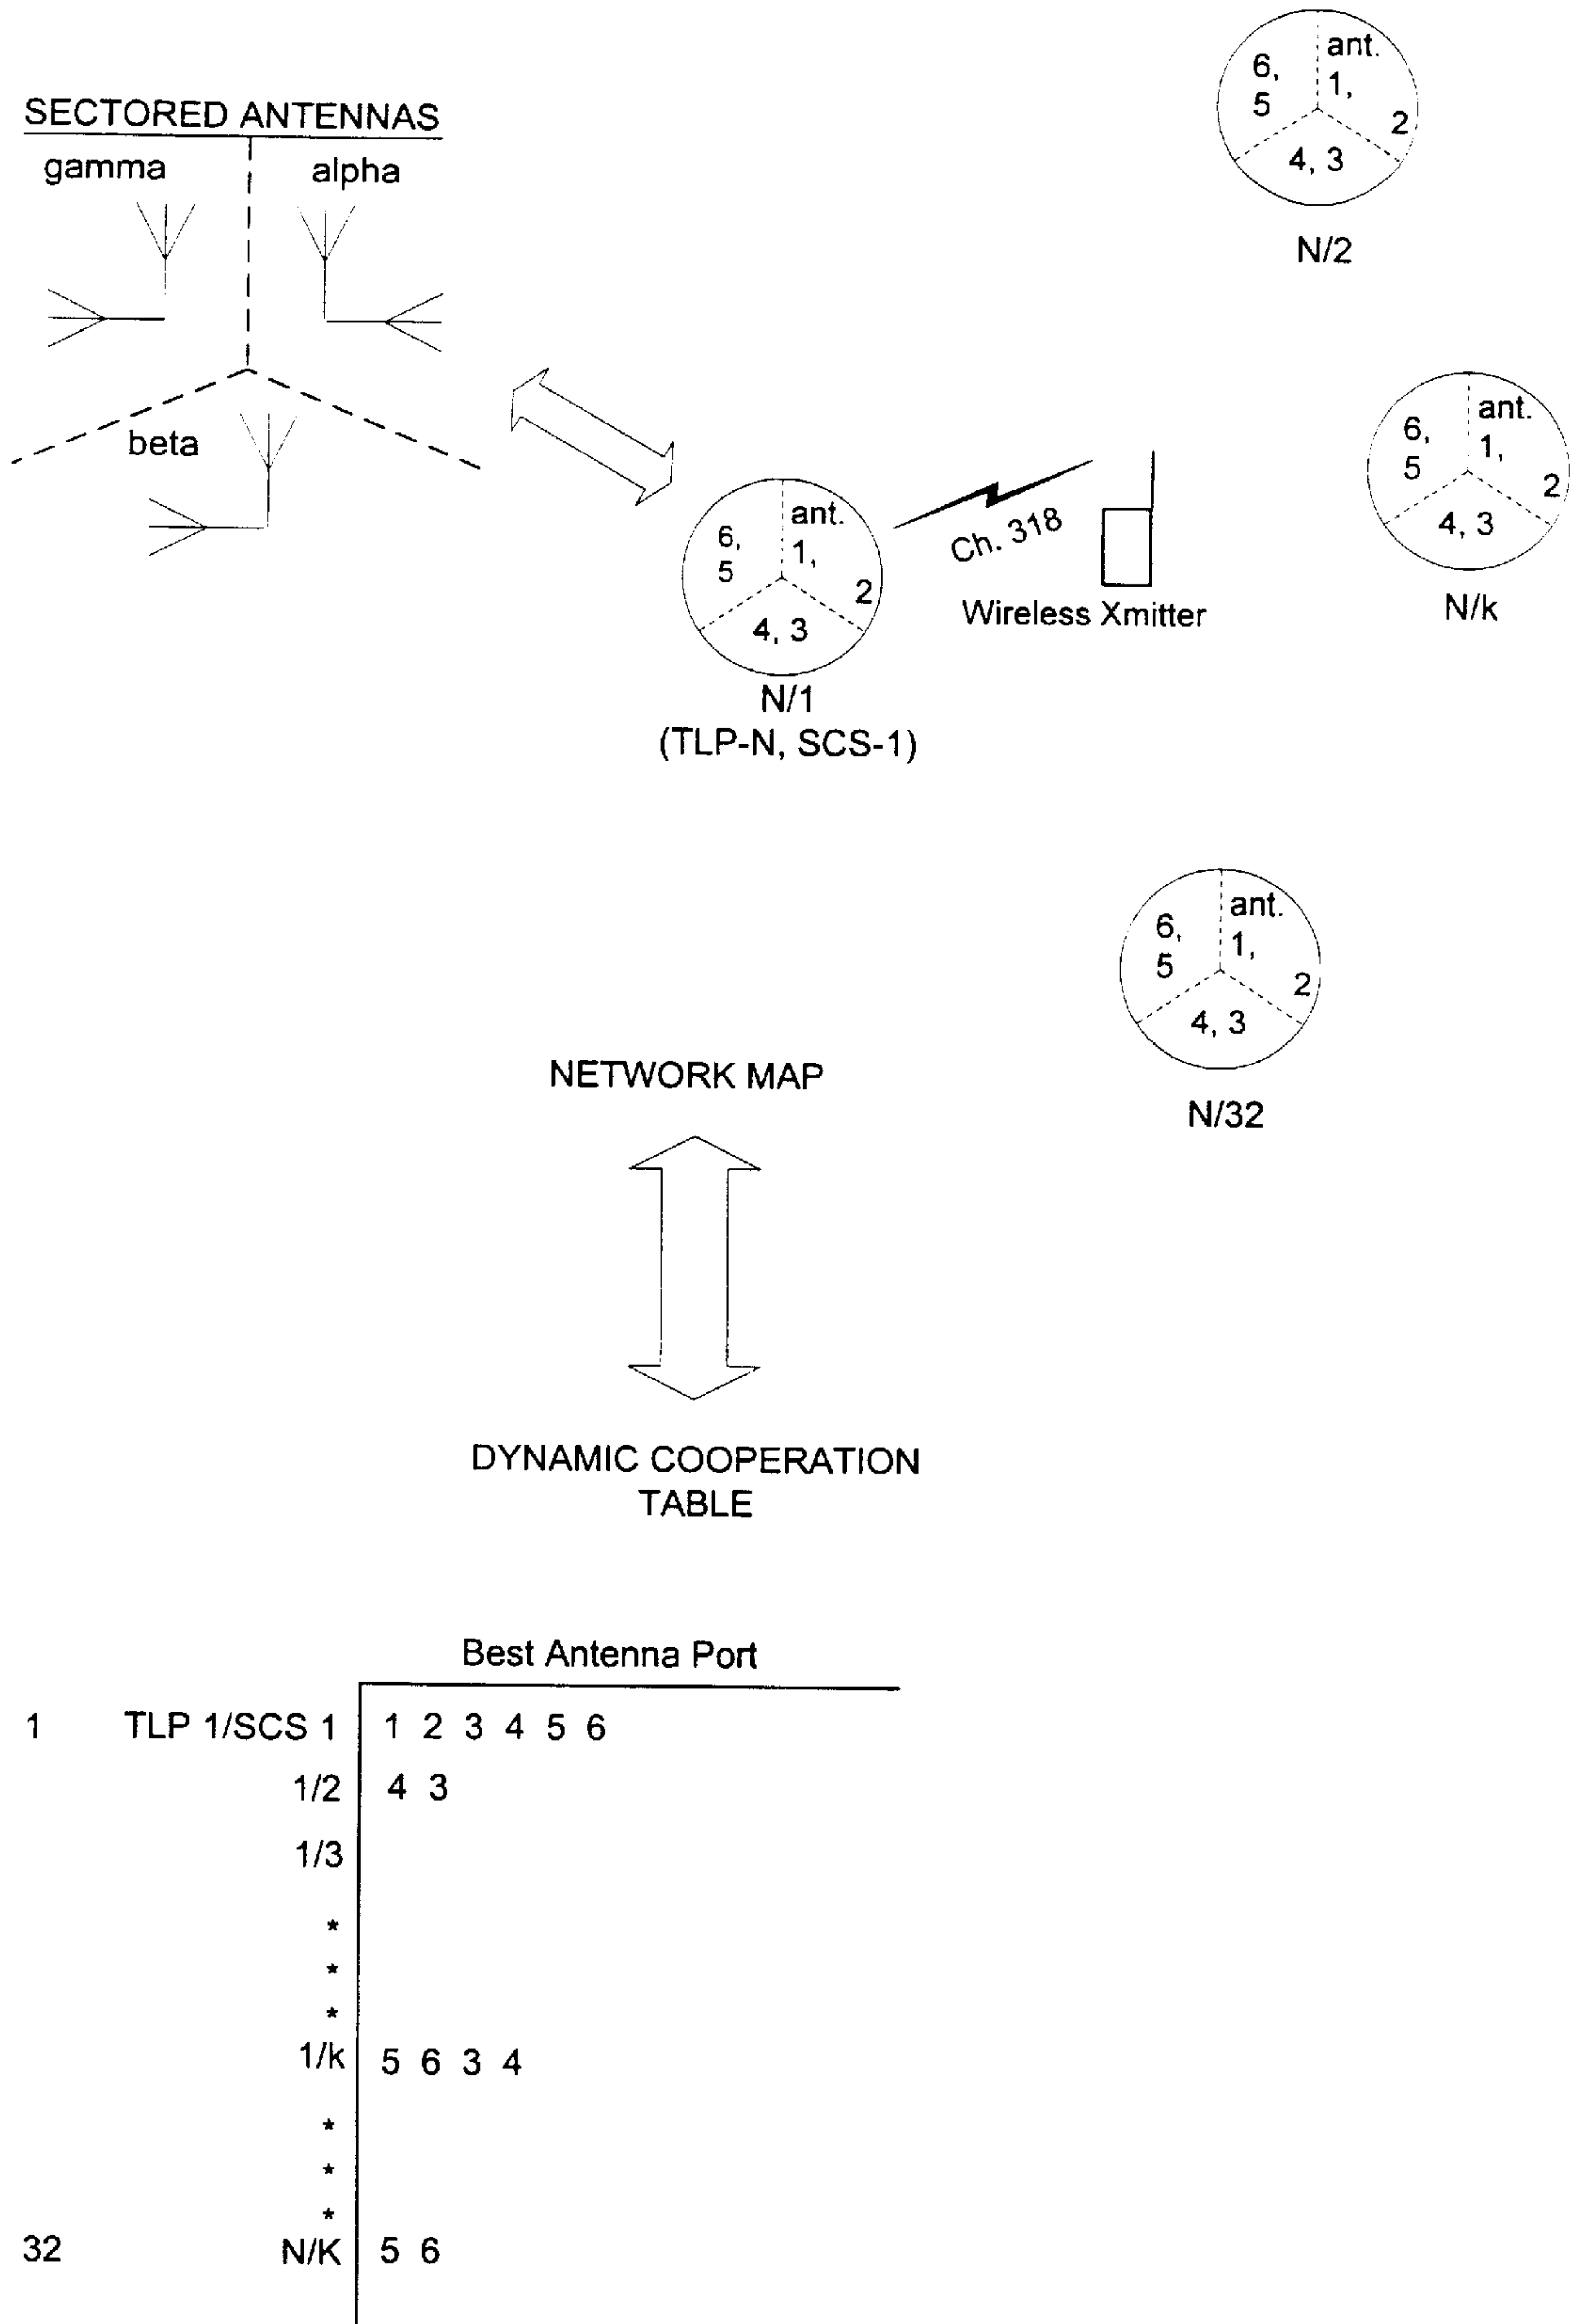 SECTORED ANTENNAS
gamma alpha
beta
ant.
6, 1,
5 2
4, 3
N/2
ant.
6, 1,
5 2
4, 3
N/k
ant.
6, 1,
5 2
4, 3
N/1
(TLP-N, SCS-1)
Ch. 318
Wireless Xmitter
ant.
6, 1,
5 2
4, 3
N/32
NETWORK MAP
DYNAMIC COOPERATION
TABLE
Best Antenna Port
1 TLP 1/SCS 1 1 2 3 4 5 6
1/2 4 3
1/3
*
*
*
1/k 5 6 3 4
*
*
*
32 N/K 5 6